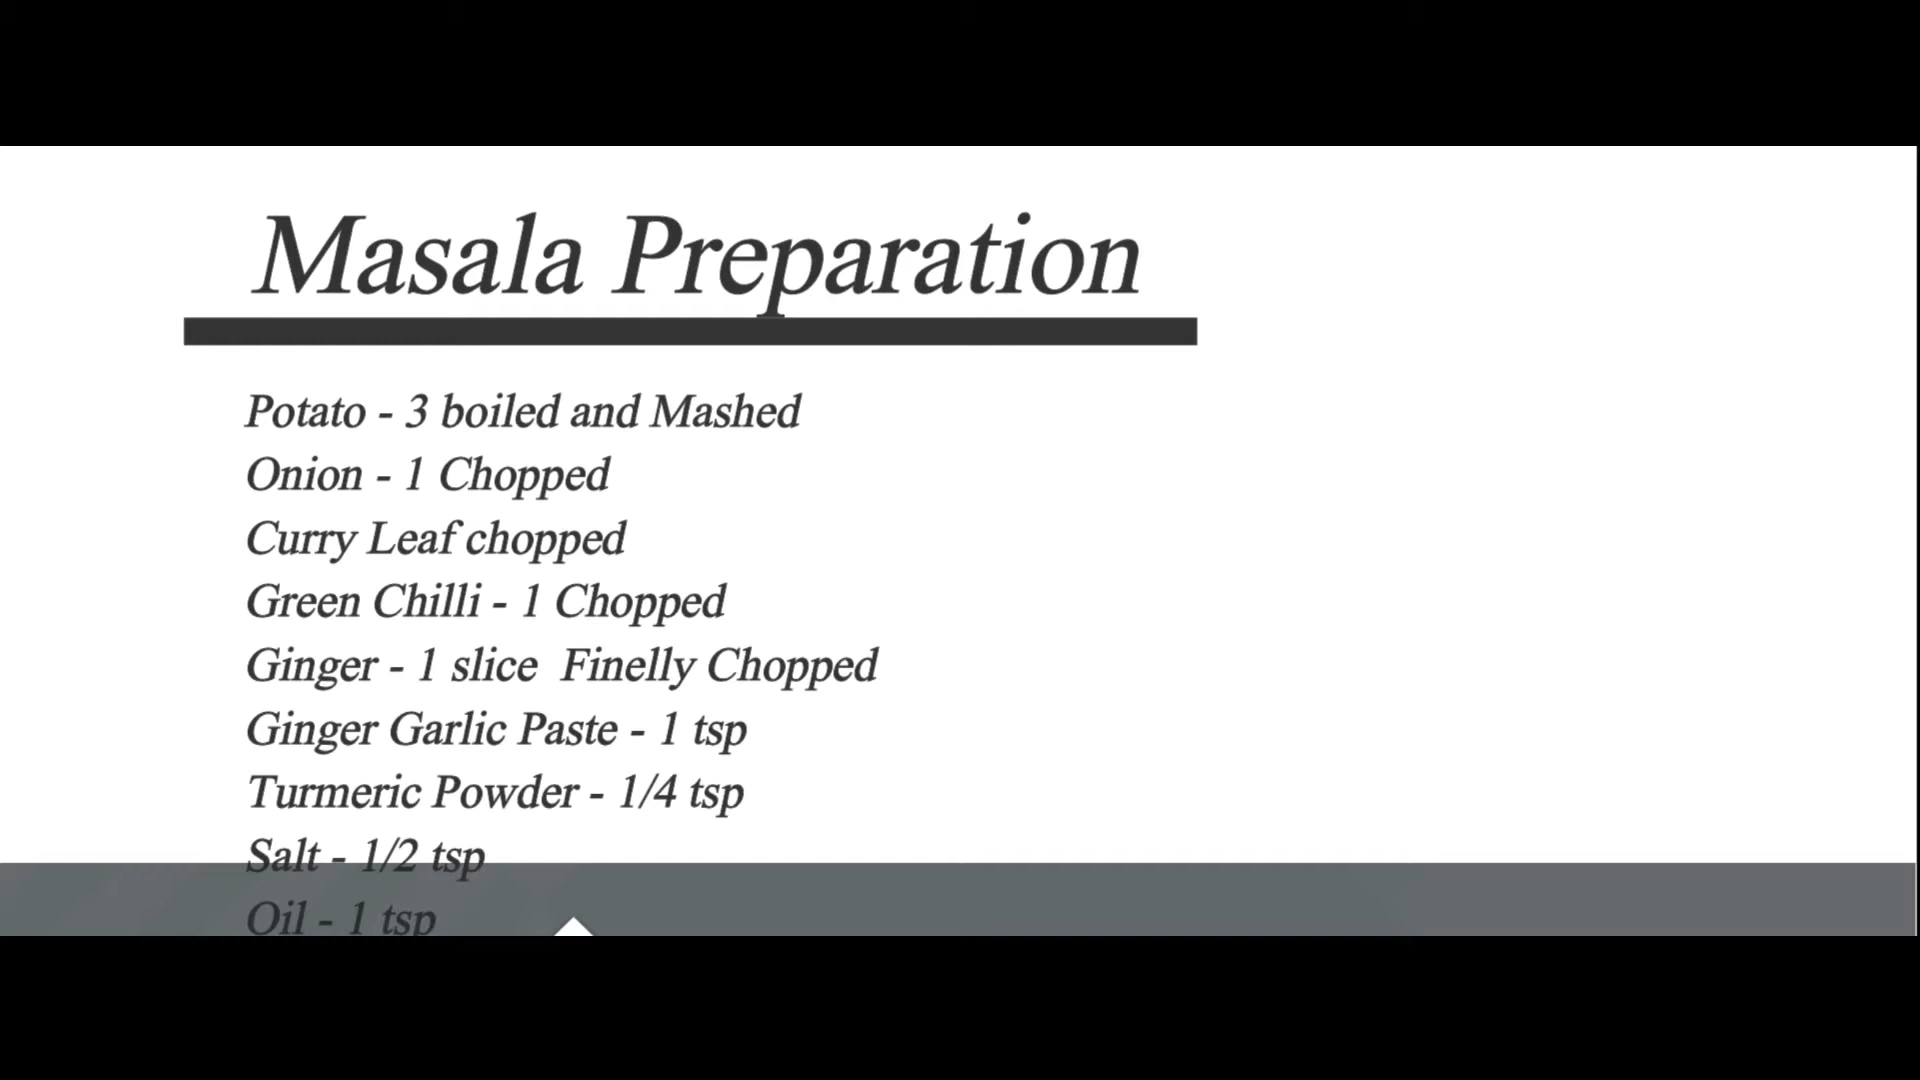 Masala Preparation
Potato - 3 boiled and Mashed
Onion - 1 Chopped
Curry Leaf chopped
Green Chilli - 1 Chopped
Ginger - 1 slice  Finelly Chopped
Ginger Garlic Paste - 1 tsp
Turmeric Powder - 1/4 tsp
Salt - 1/2 tsp
Oil - 1 tsp